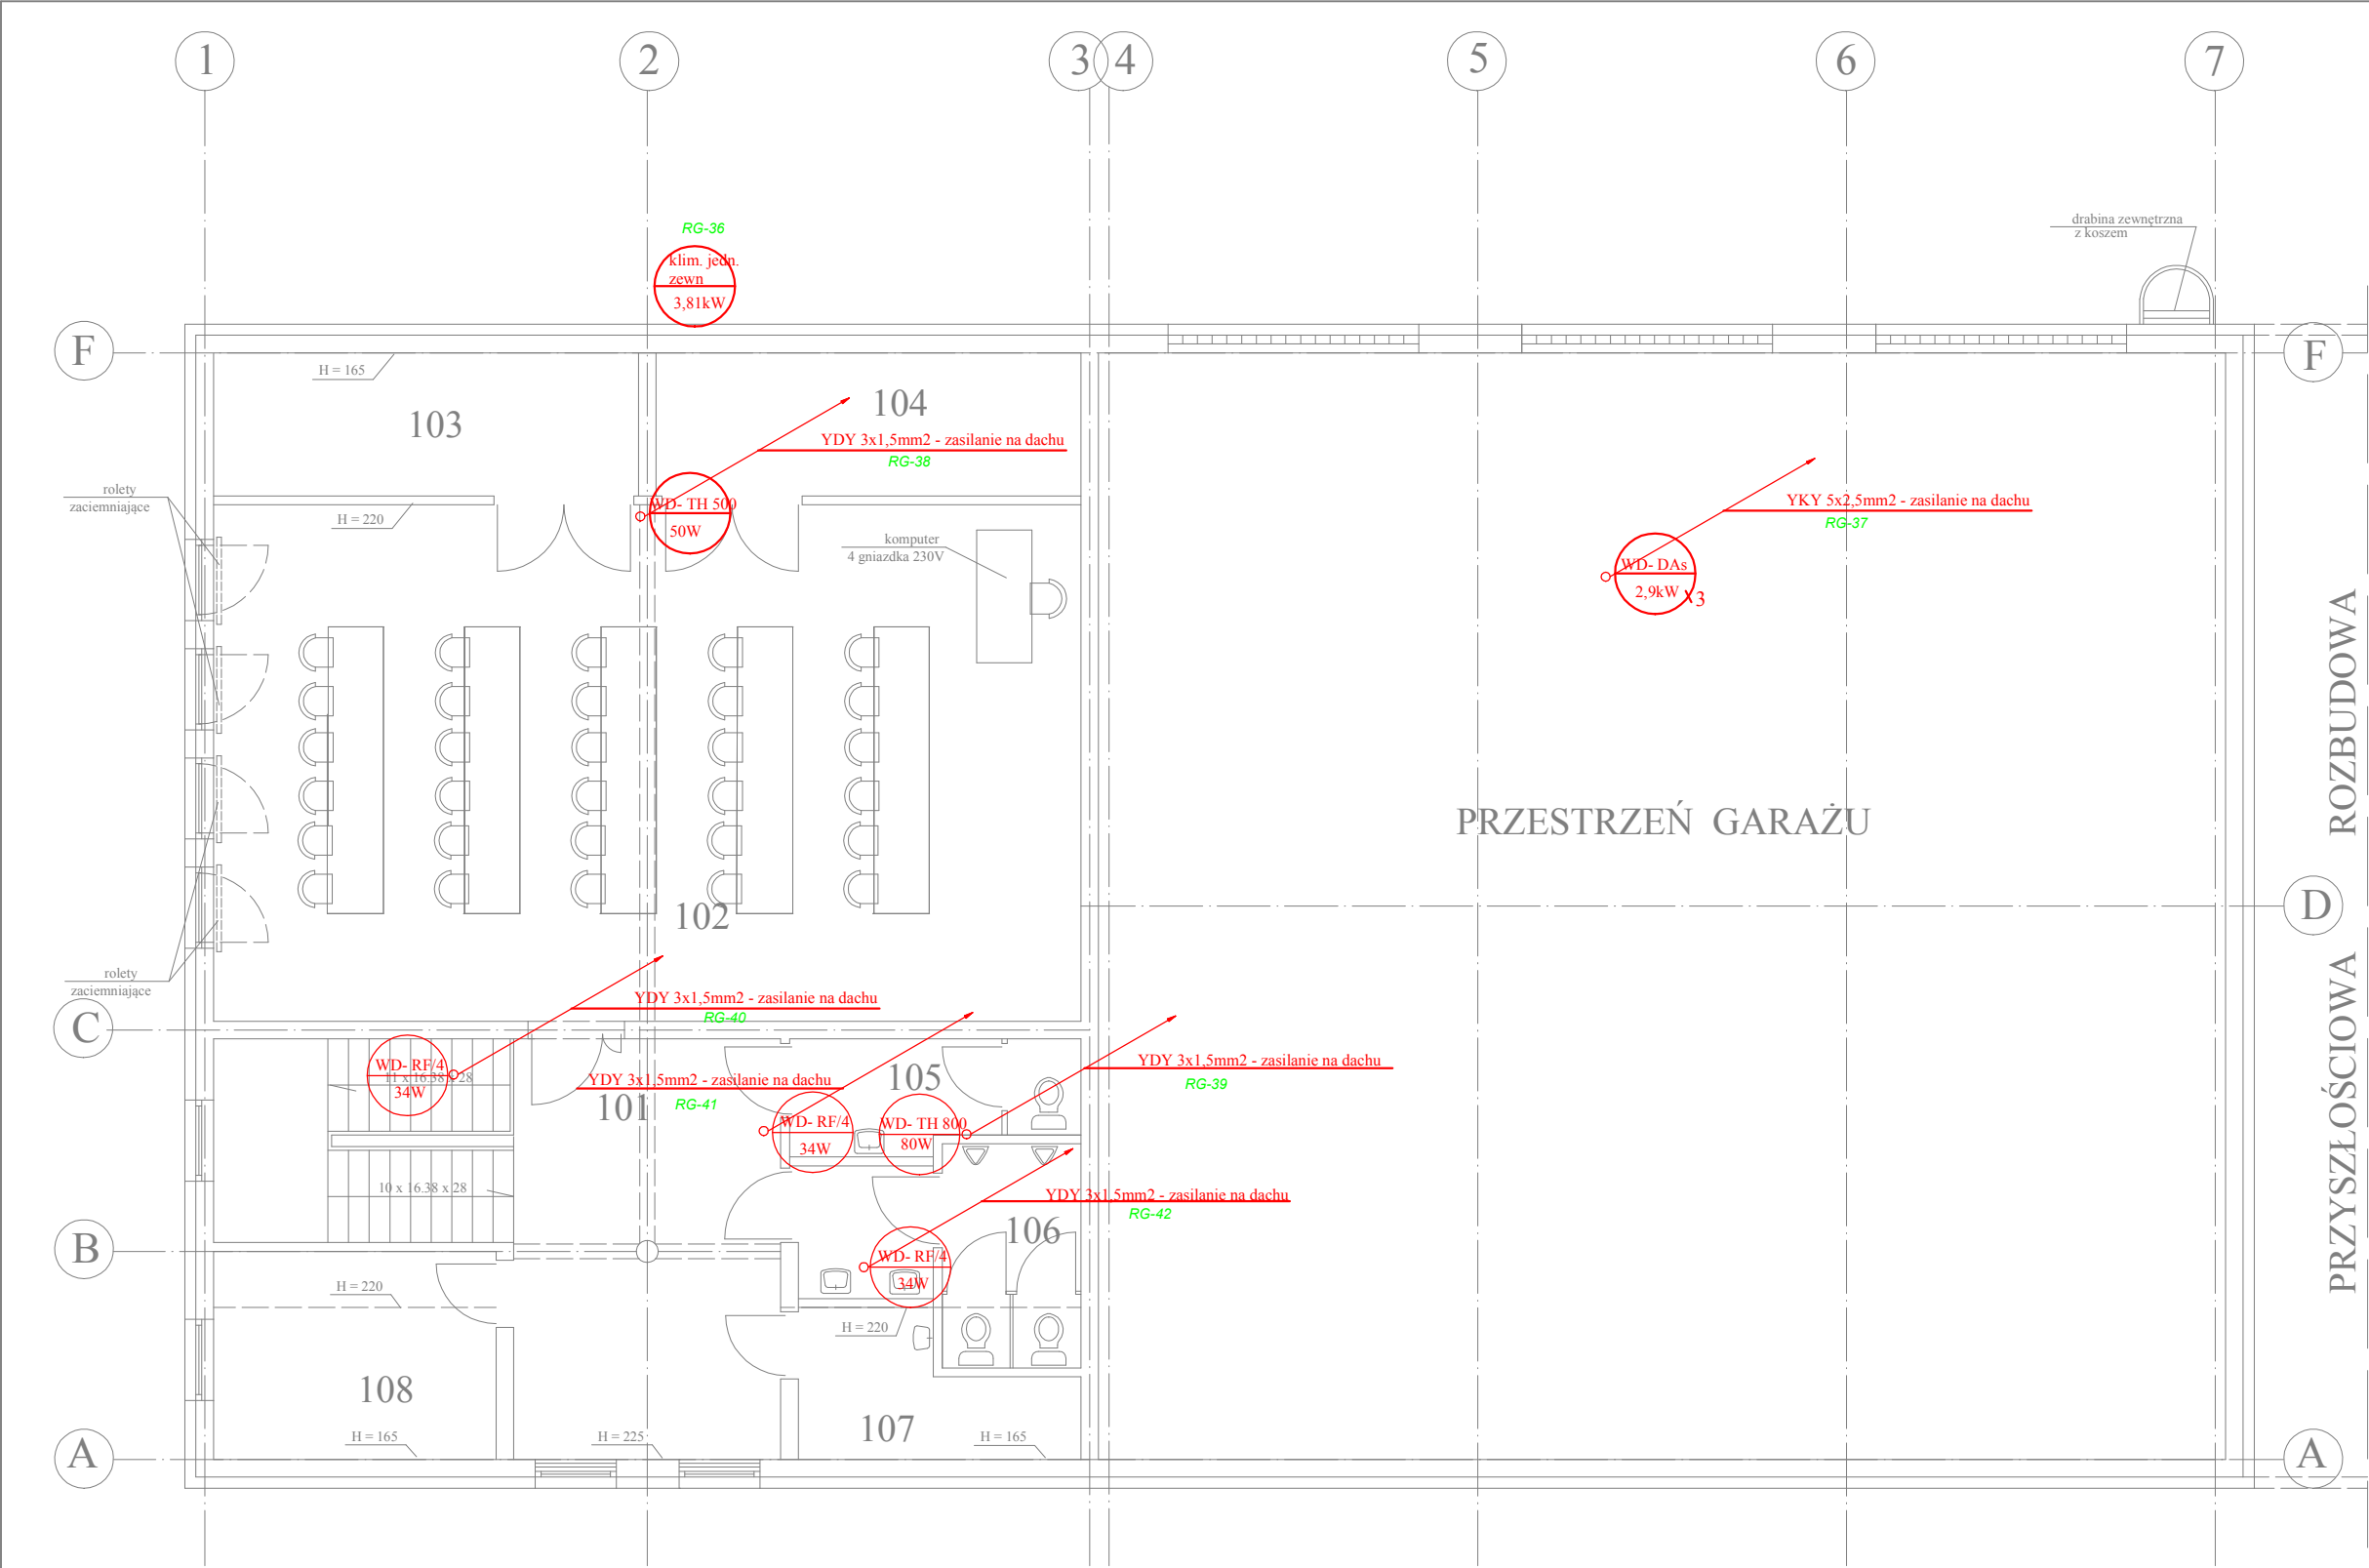 1
2
3
4
5
6
7
RG-36
klim. jedn.
zewn
3,81kW
drabina zewnętrzna
z koszem
F
F
H = 165
103
104
YDY 3x1,5mm2 - zasilanie na dachu
RG-38
rolety
zaciemniające
H = 220
WD- TH 500
50W
komputer
4 gniazdka 230V
YKY 5x2,5mm2 - zasilanie na dachu
RG-37
WD- DAs
2,9kW
x3
PRZESTRZEŃ GARAŻU
ROZBUDOWA
PRZYSZŁOŚCIOWA
102
D
rolety
zaciemniające
C
YDY 3x1,5mm2 - zasilanie na dachu
RG-40
WD- RF/4
34W
11 x 16.38 x 28
YDY 3x1,5mm2 - zasilanie na dachu
RG-41
101
105
YDY 3x1,5mm2 - zasilanie na dachu
RG-39
WD- RF/4
34W
WD- TH 800
80W
10 x 16.38 x 28
YDY 3x1,5mm2 - zasilanie na dachu
RG-42
106
B
WD- RF/4
34W
H = 220
H = 220
108
107
H = 165
H = 225
H = 165
A
A